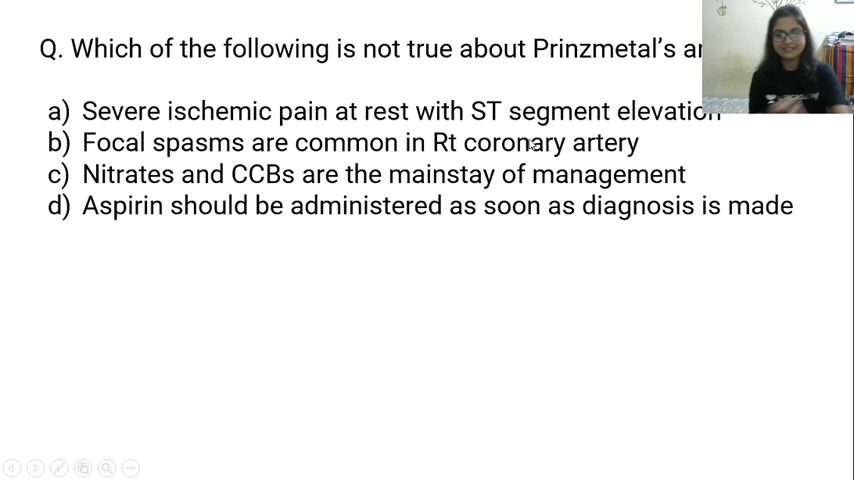 Q. Which of the following is not true about Prinzmetal's
a) Severe ischemic pain at rest with ST segment elevation
b) Focal spasms are common in Rt coronary artery
c) Nitrates and CCBs are the mainstay of management
d) Aspirin should be administered as soon as diagnosis is made